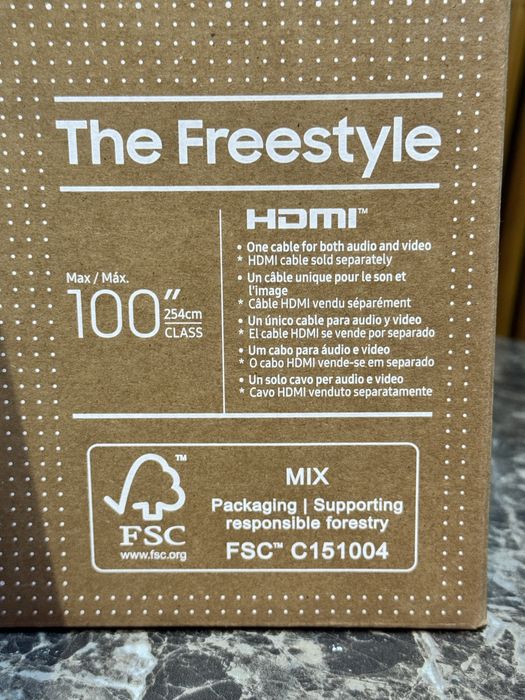 The Freestyle
Max / Máx.
100"
254cm
CLASS
HDMI™
• One cable for both audio and video
* HDMI cable sold separately
• Un câble unique pour le son et
l'image
* Câble HDMI vendu séparément
• Un único cable para audio y video
* El cable HDMI se vende por separado
• Um cabo para áudio e video
* O cabo HDMI vende-se em separado
• Un solo cavo per audio e video
* Cavo HDMI venduto separatamente
™
FSC
www.fsc.org
MIX
Packaging | Supporting
responsible forestry
FSC™ C151004